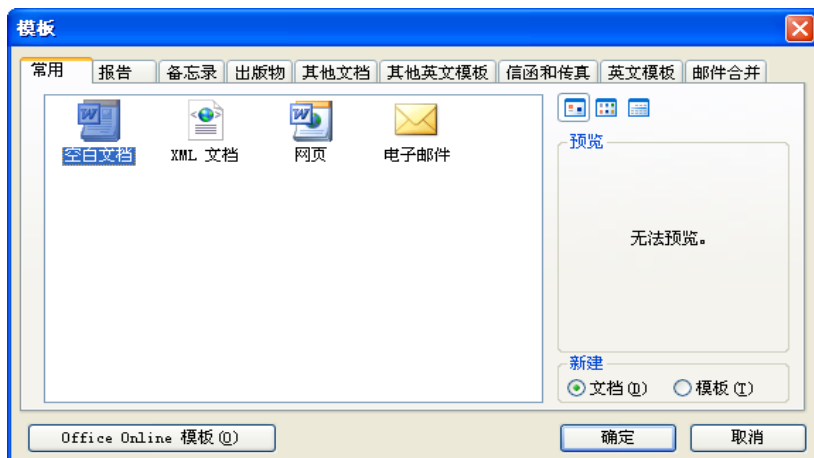 模板
常用 报告 备忘录 出版物 其他文档 其他英文模板 信函和传真 英文模板 邮件合并
空白文档 XML 文档 网页 电子邮件
预览
无法预览。
新建
文档(D) 模板(T)
Office Online 模板(O) 确定 取消